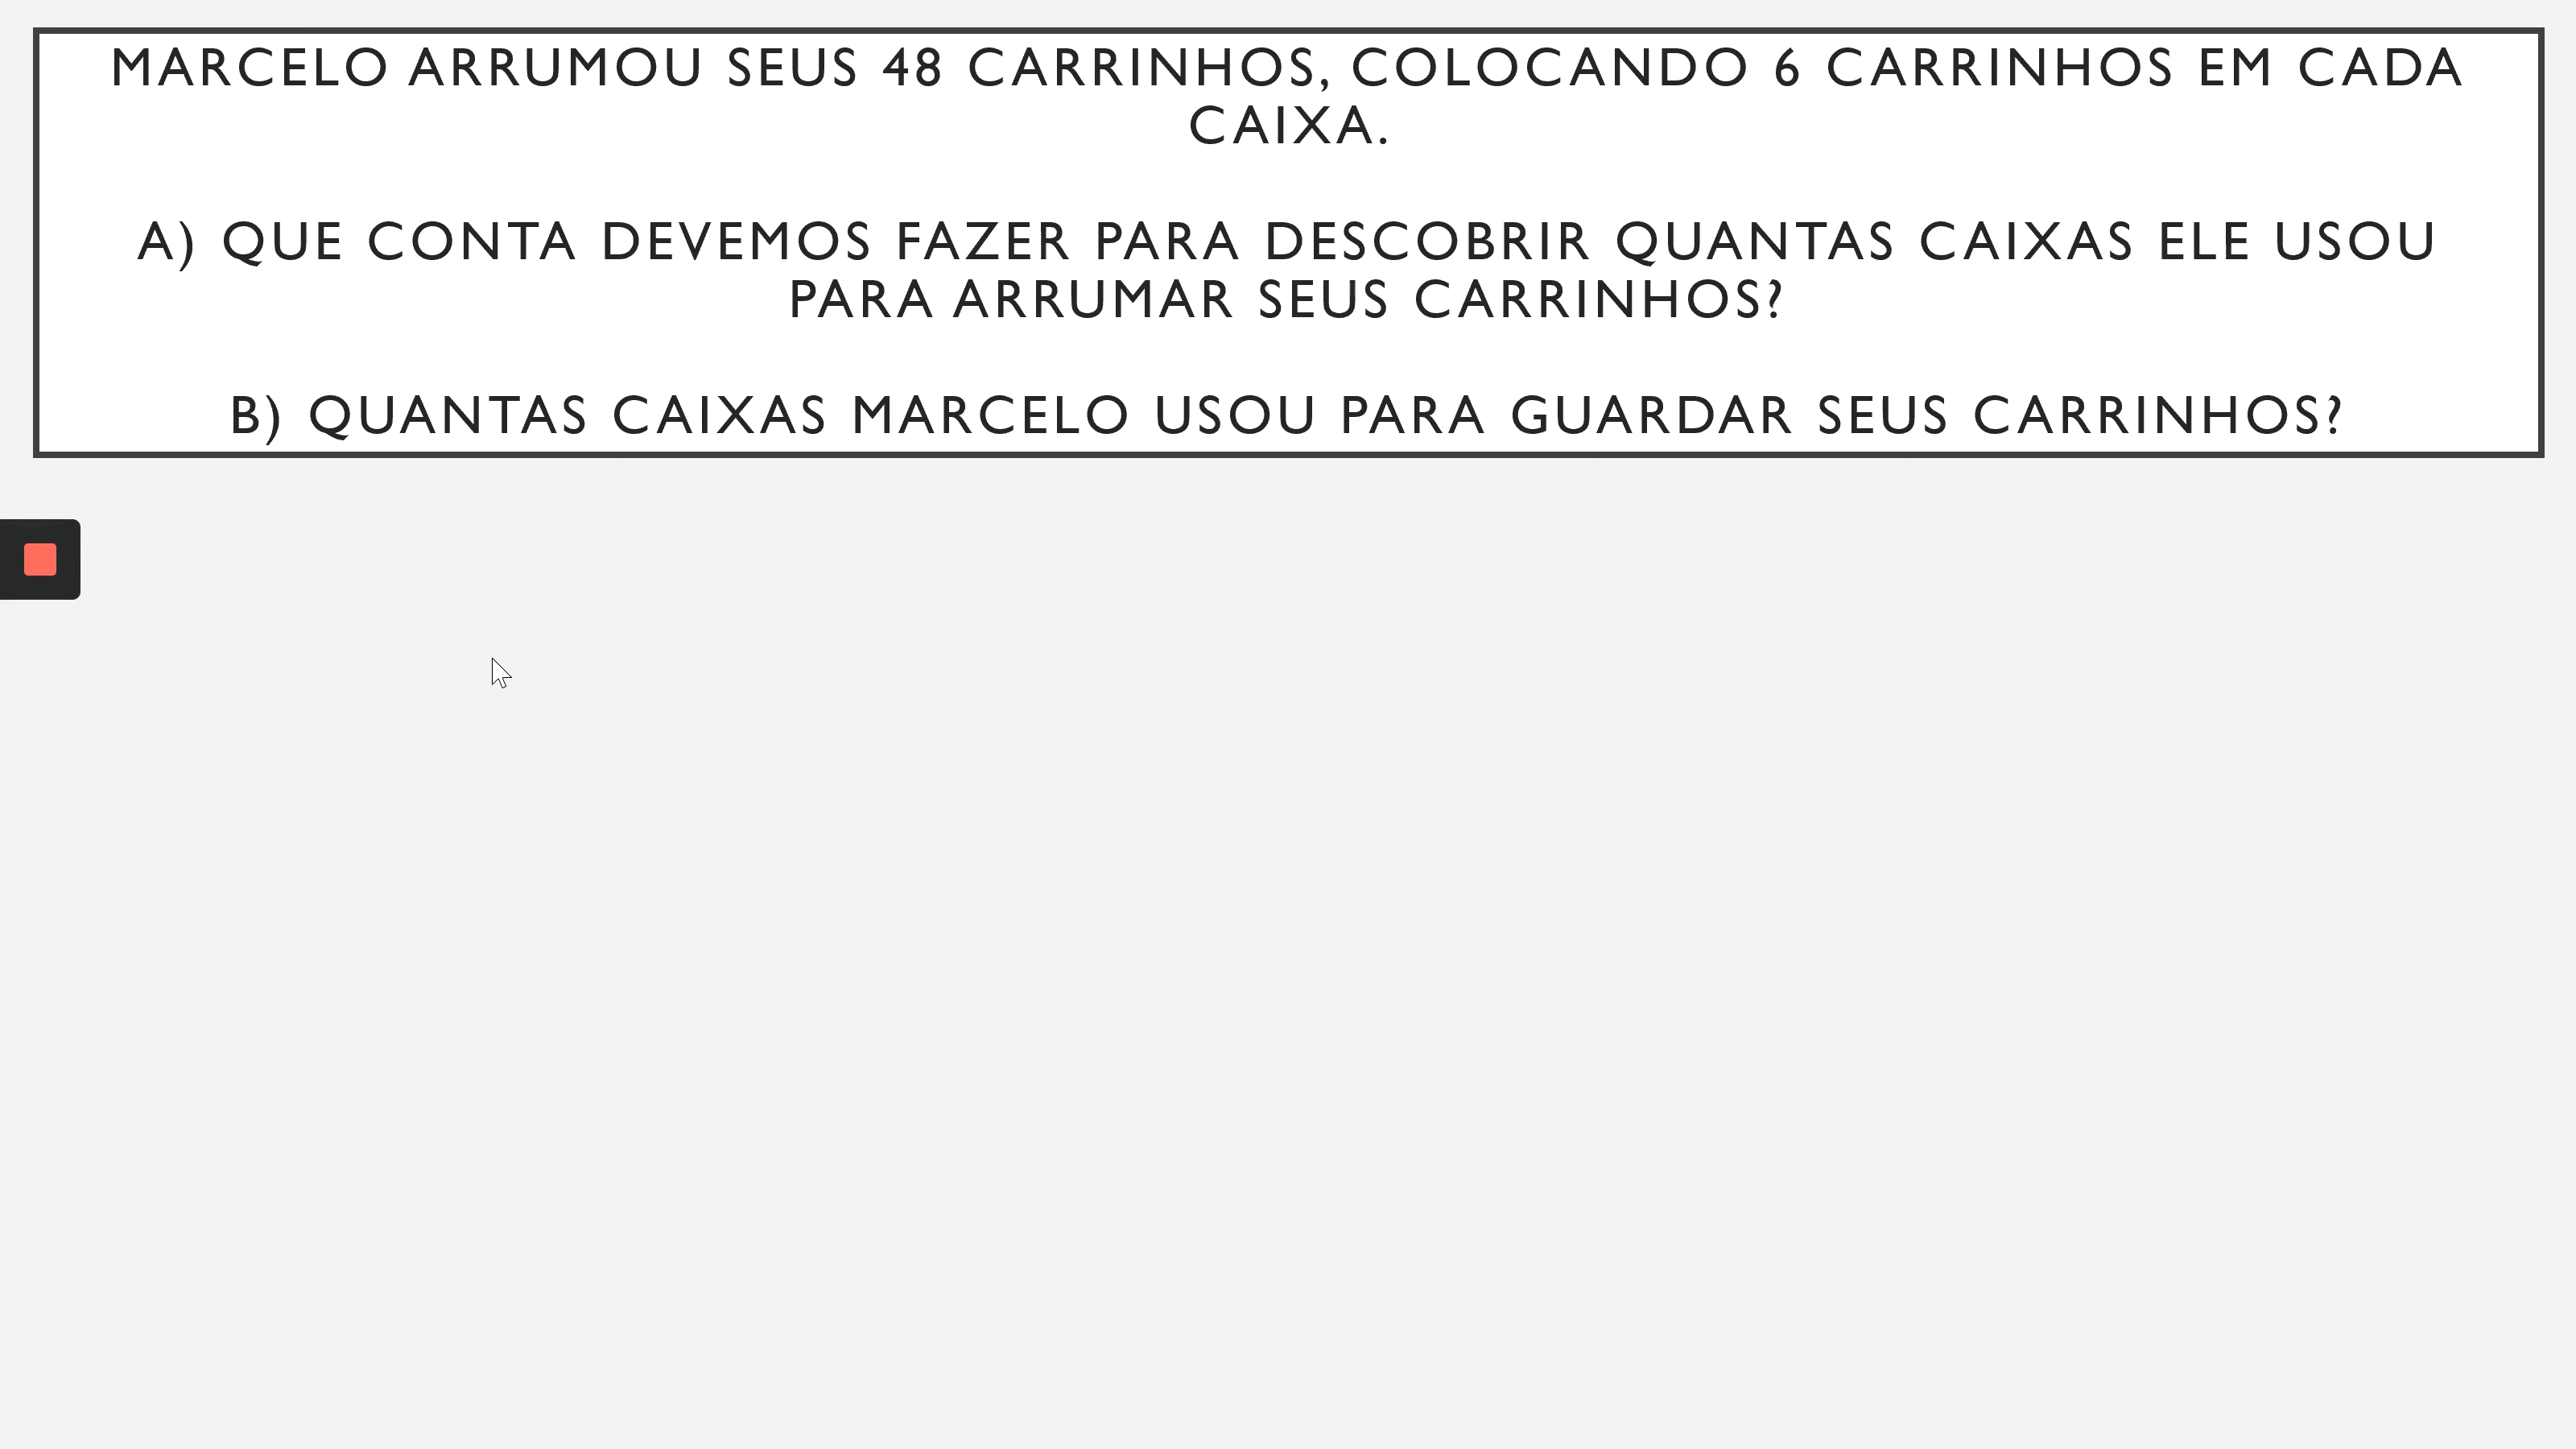 MARCELO ARRUMOU SEUS 48 CARRINHOS, COLOCANDO 6 CARRINHOS EM CADA
CAIXA.
A) QUE CONTA DEVEMOS FAZER PARA DESCOBRIR QUANTAS CAIXAS ELE USOU
PARA ARRUMAR SEUS CARRINHOS?
B) QUANTAS CAIXAS MARCELO USOU PARA GUARDAR SEUS CARRINHOS?